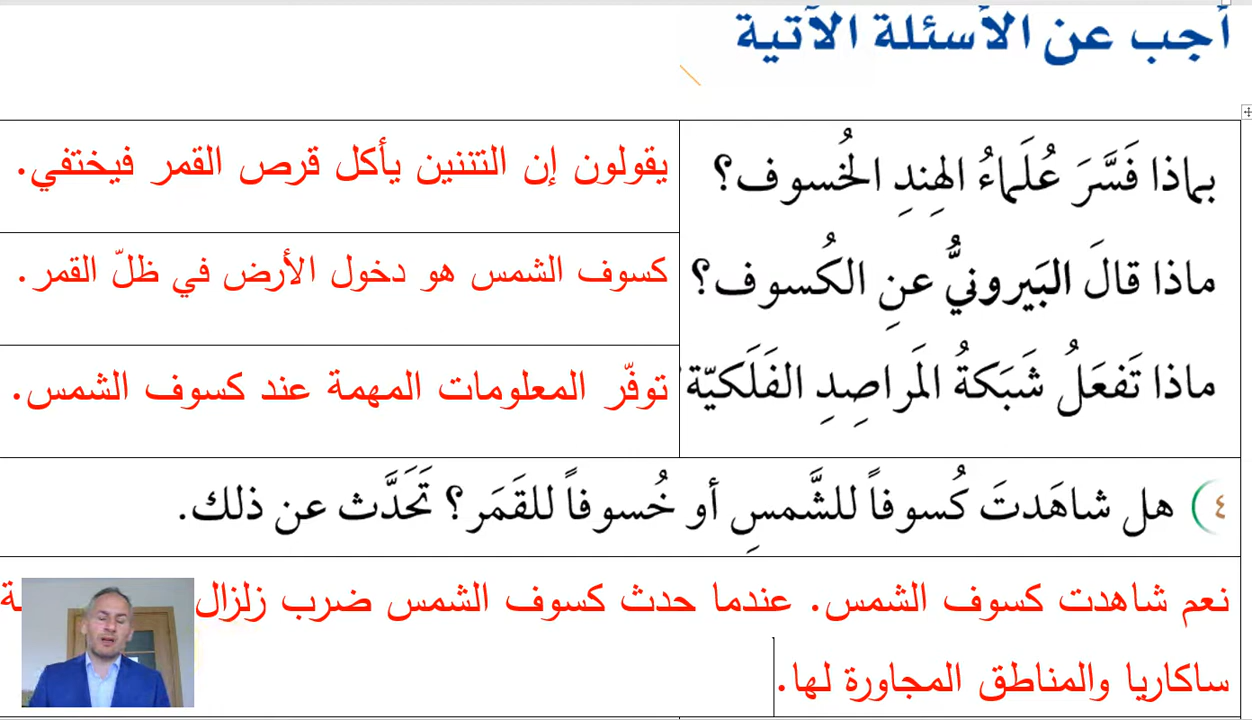 أجب عن الأسئلة الآتية
بماذا فَسَّرَ عُلَماءُ الهِندِ الخُسوف؟
يقولون إن التننين يأكل قرص القمر فيختفي.
ماذا قالَ البَيرونيُّ عنِ الكُسوف؟
كسوف الشمس هو دخول الأرض في ظلّ القمر.
ماذا تَفعَلُ شَبَكةُ المَراصِدِ الفَلَكيّة
توفّر المعلومات المهمة عند كسوف الشمس.
٤) هل شاهَدتَ كُسوفاً للشَّمسِ أو خُسوفاً للقَمَر؟ تَحَدَّث عن ذلك.
نعم شاهدت كسوف الشمس. عندما حدث كسوف الشمس ضرب زلزال
ساكاريا والمناطق المجاورة لها.